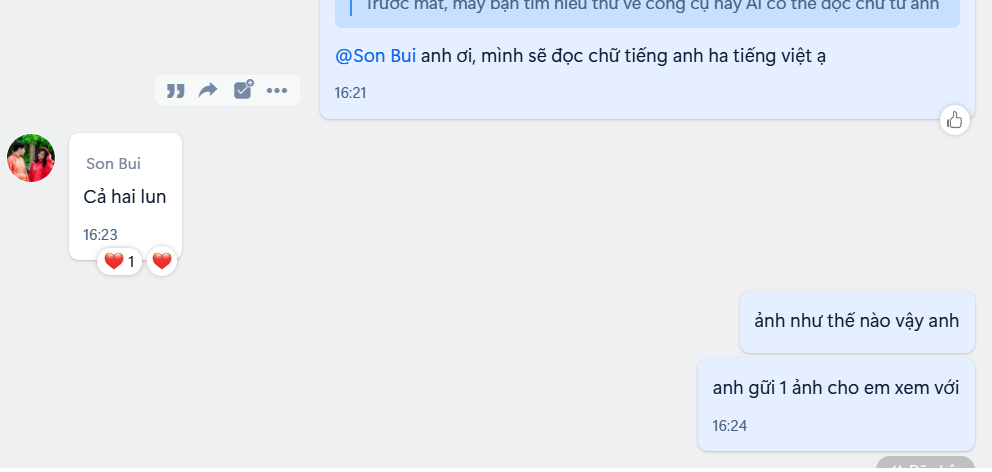 Trước mắt, mấy bạn tìm hiểu thử về công cụ hay AI có thể đọc chữ từ ảnh
@Son Bui anh ơi, mình sẽ đọc chữ tiếng anh ha tiếng việt ạ
16:21
Son Bui
Cả hai lun
16:23
1
ảnh như thế nào vậy anh
anh gửi 1 ảnh cho em xem với
16:24